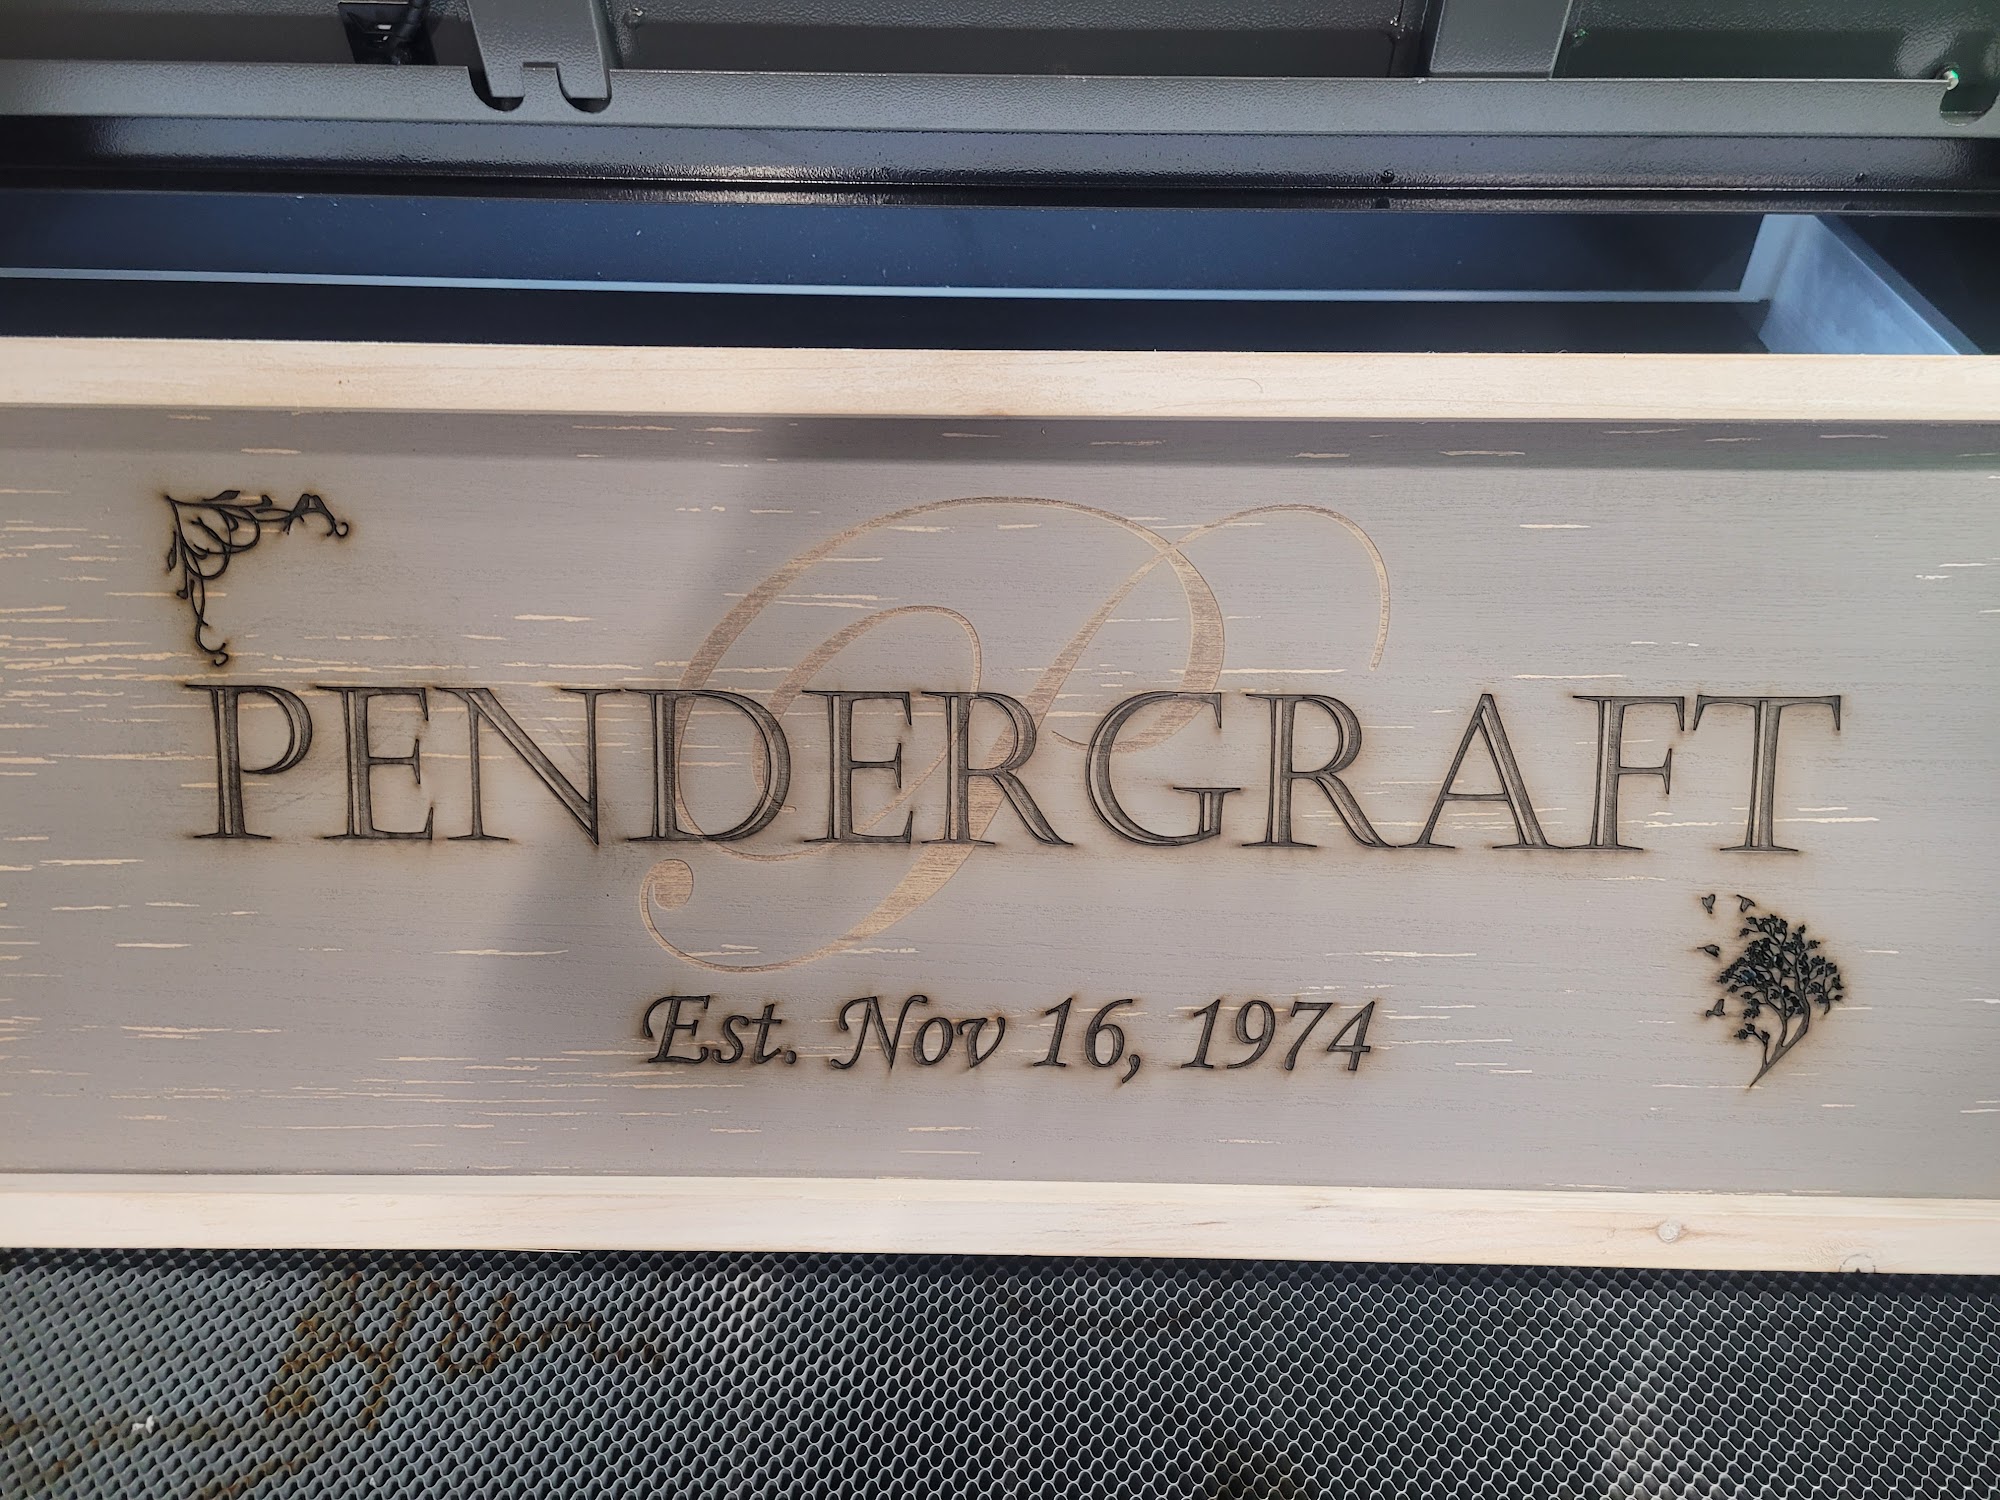 P
PENDERGRAFT
Est. Nov 16, 1974